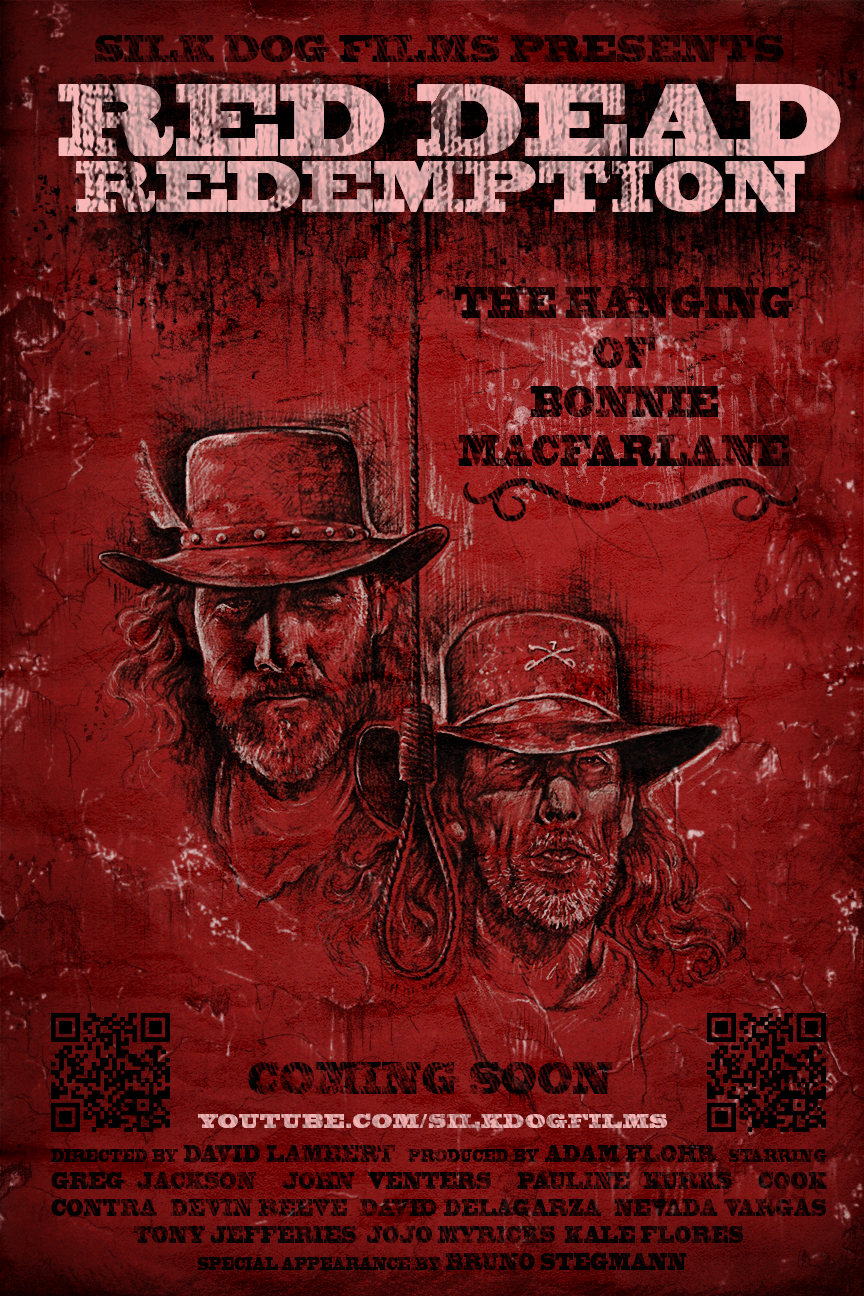 SILK DOG FILMS PRESENTS
RED DEAD
REDEMPTION
THE HANGING
OF
BONNIE
MACFARLANE
7
COMING SOON
YOUTUBE.COM/SILKDOGFILMS
DIRECTED BY DAVID LAMBERT PRODUCED BY ADAM FLOHR STARRING
GREG JACKSON JOHN VENTERS PAULINE KURKS COOK
CONTRA DEVIN REEVE DAVID DELAGARZA NEVADA VARGAS
TONY JEFFERIES JOJO MYRICKS KALE FLORES
SPECIAL APPEARANCE BY BRUNO STEGMANN